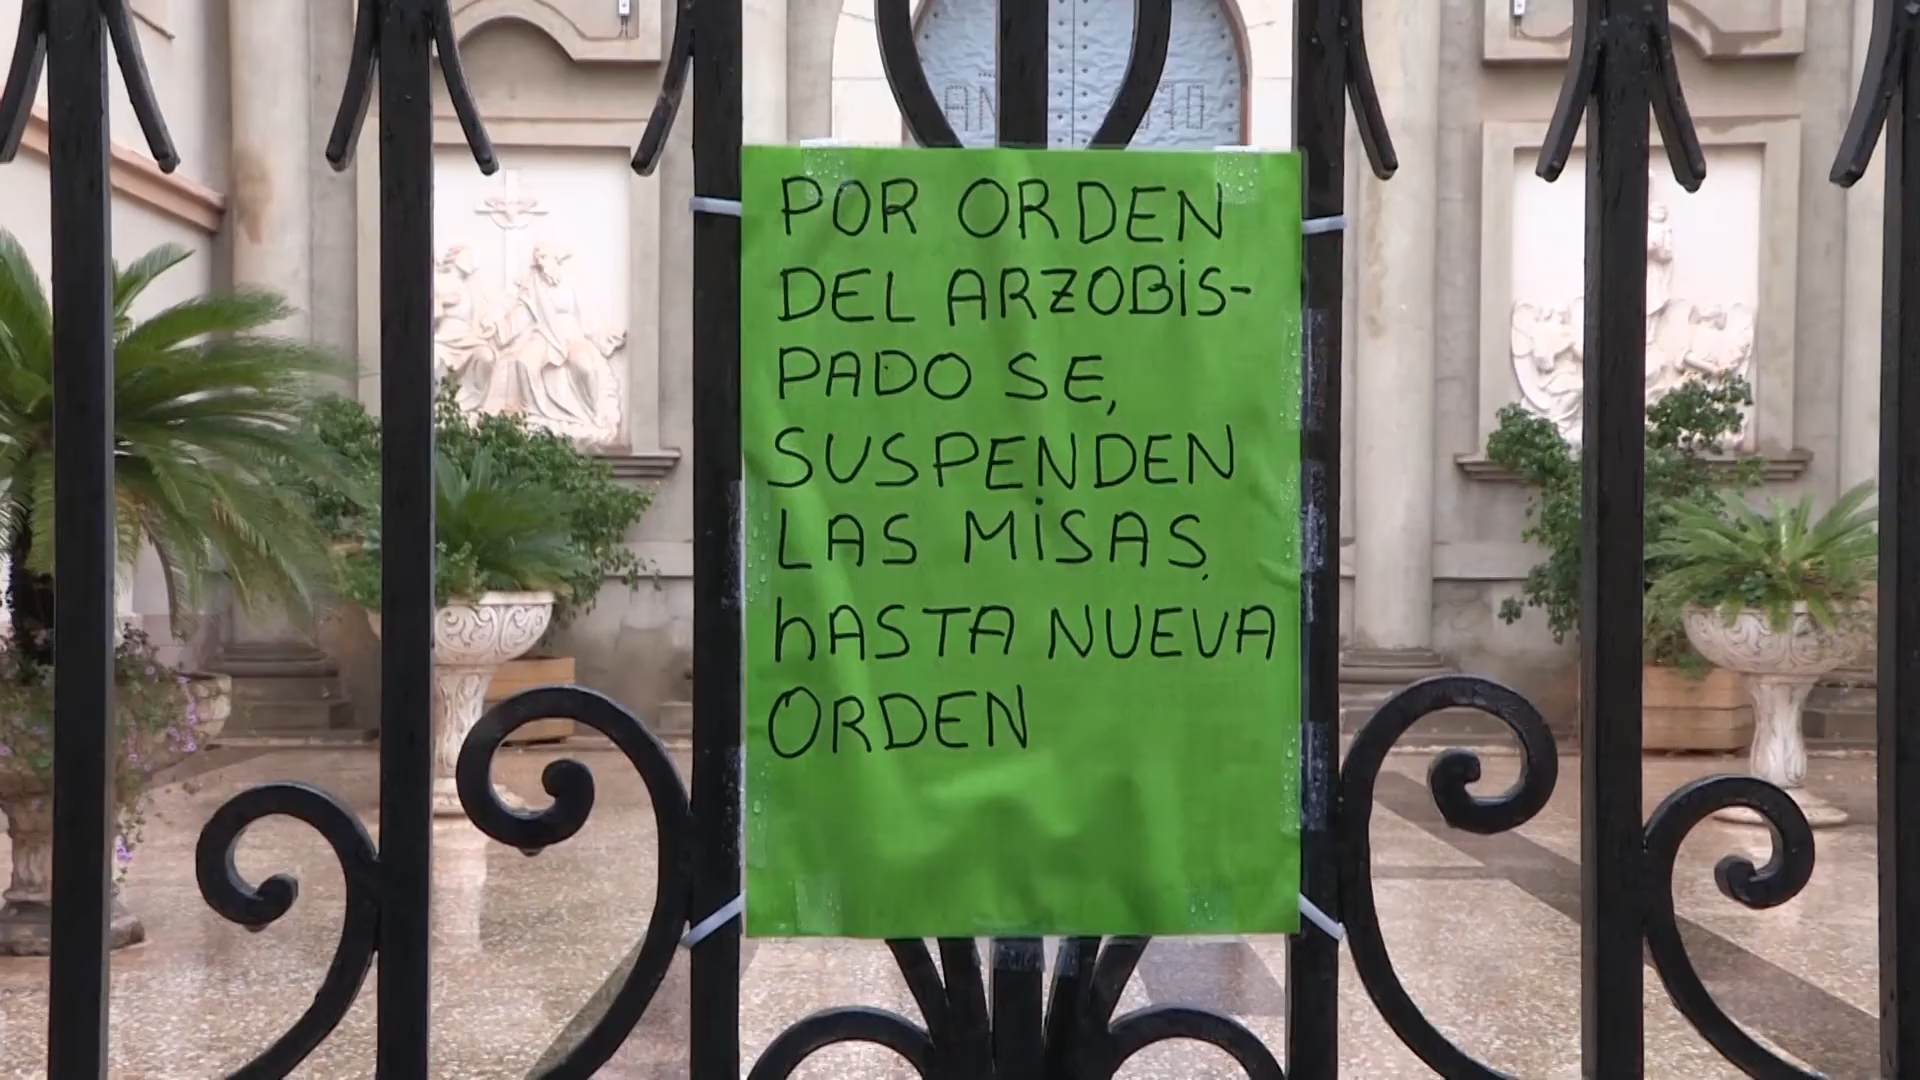 POR ORDEN
DEL ARZOBiS-
PADO SE,
SUSPENDEN
LAS MiSAS,
hASTA NUEVA
ORDEN